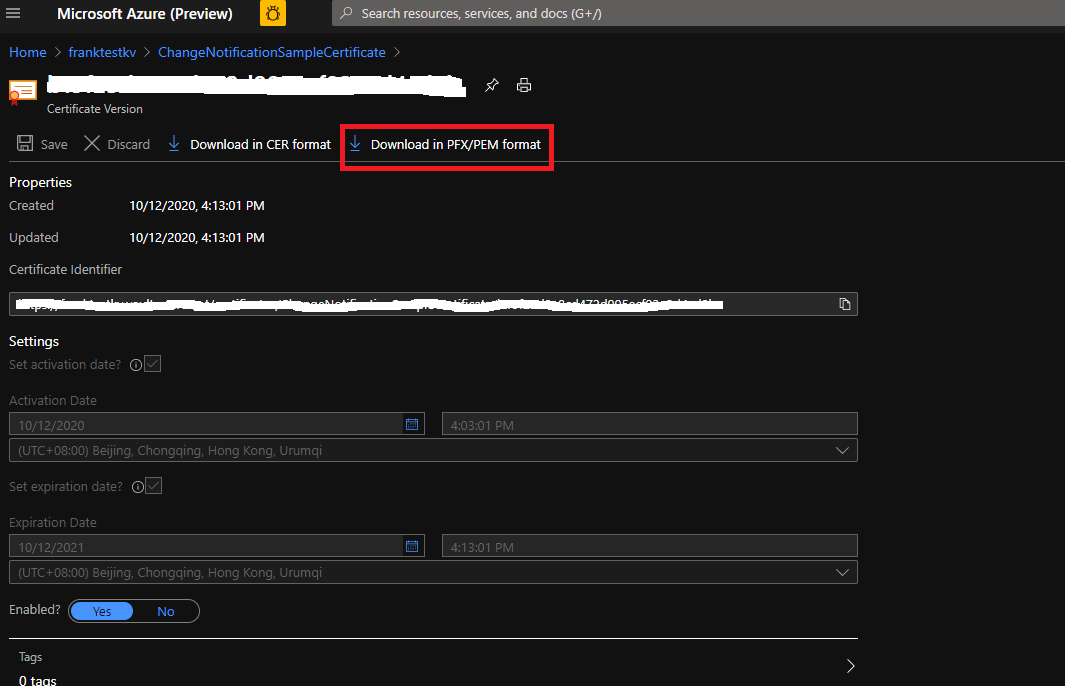 Microsoft Azure (Preview)
Search resources, services, and docs (G+/)
Home > franktestkv > ChangeNotificationSampleCertificate >
Certificate Version
Save Discard Download in CER format Download in PFX/PEM format
Properties
Created 10/12/2020, 4:13:01 PM
Updated 10/12/2020, 4:13:01 PM
Certificate Identifier
Settings
Set activation date?
Activation Date
10/12/2020 4:03:01 PM
(UTC+08:00) Beijing, Chongqing, Hong Kong, Urumqi
Set expiration date?
Expiration Date
10/12/2021 4:13:01 PM
(UTC+08:00) Beijing, Chongqing, Hong Kong, Urumqi
Enabled? Yes No
Tags
0 tags